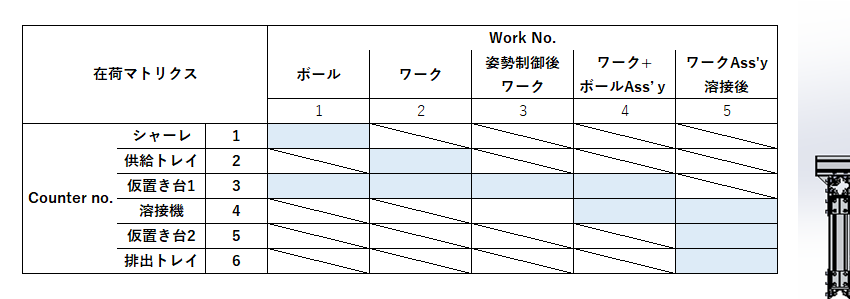 在荷マトリクス
Work No.
ボール
ワーク
姿勢制御後
ワーク
ワーク+
ボールAss'y
ワークAss'y
溶接後
1 2 3 4 5
Counter no.
シャーレ 1
供給トレイ 2
仮置き台1 3
溶接機 4
仮置き台2 5
排出トレイ 6